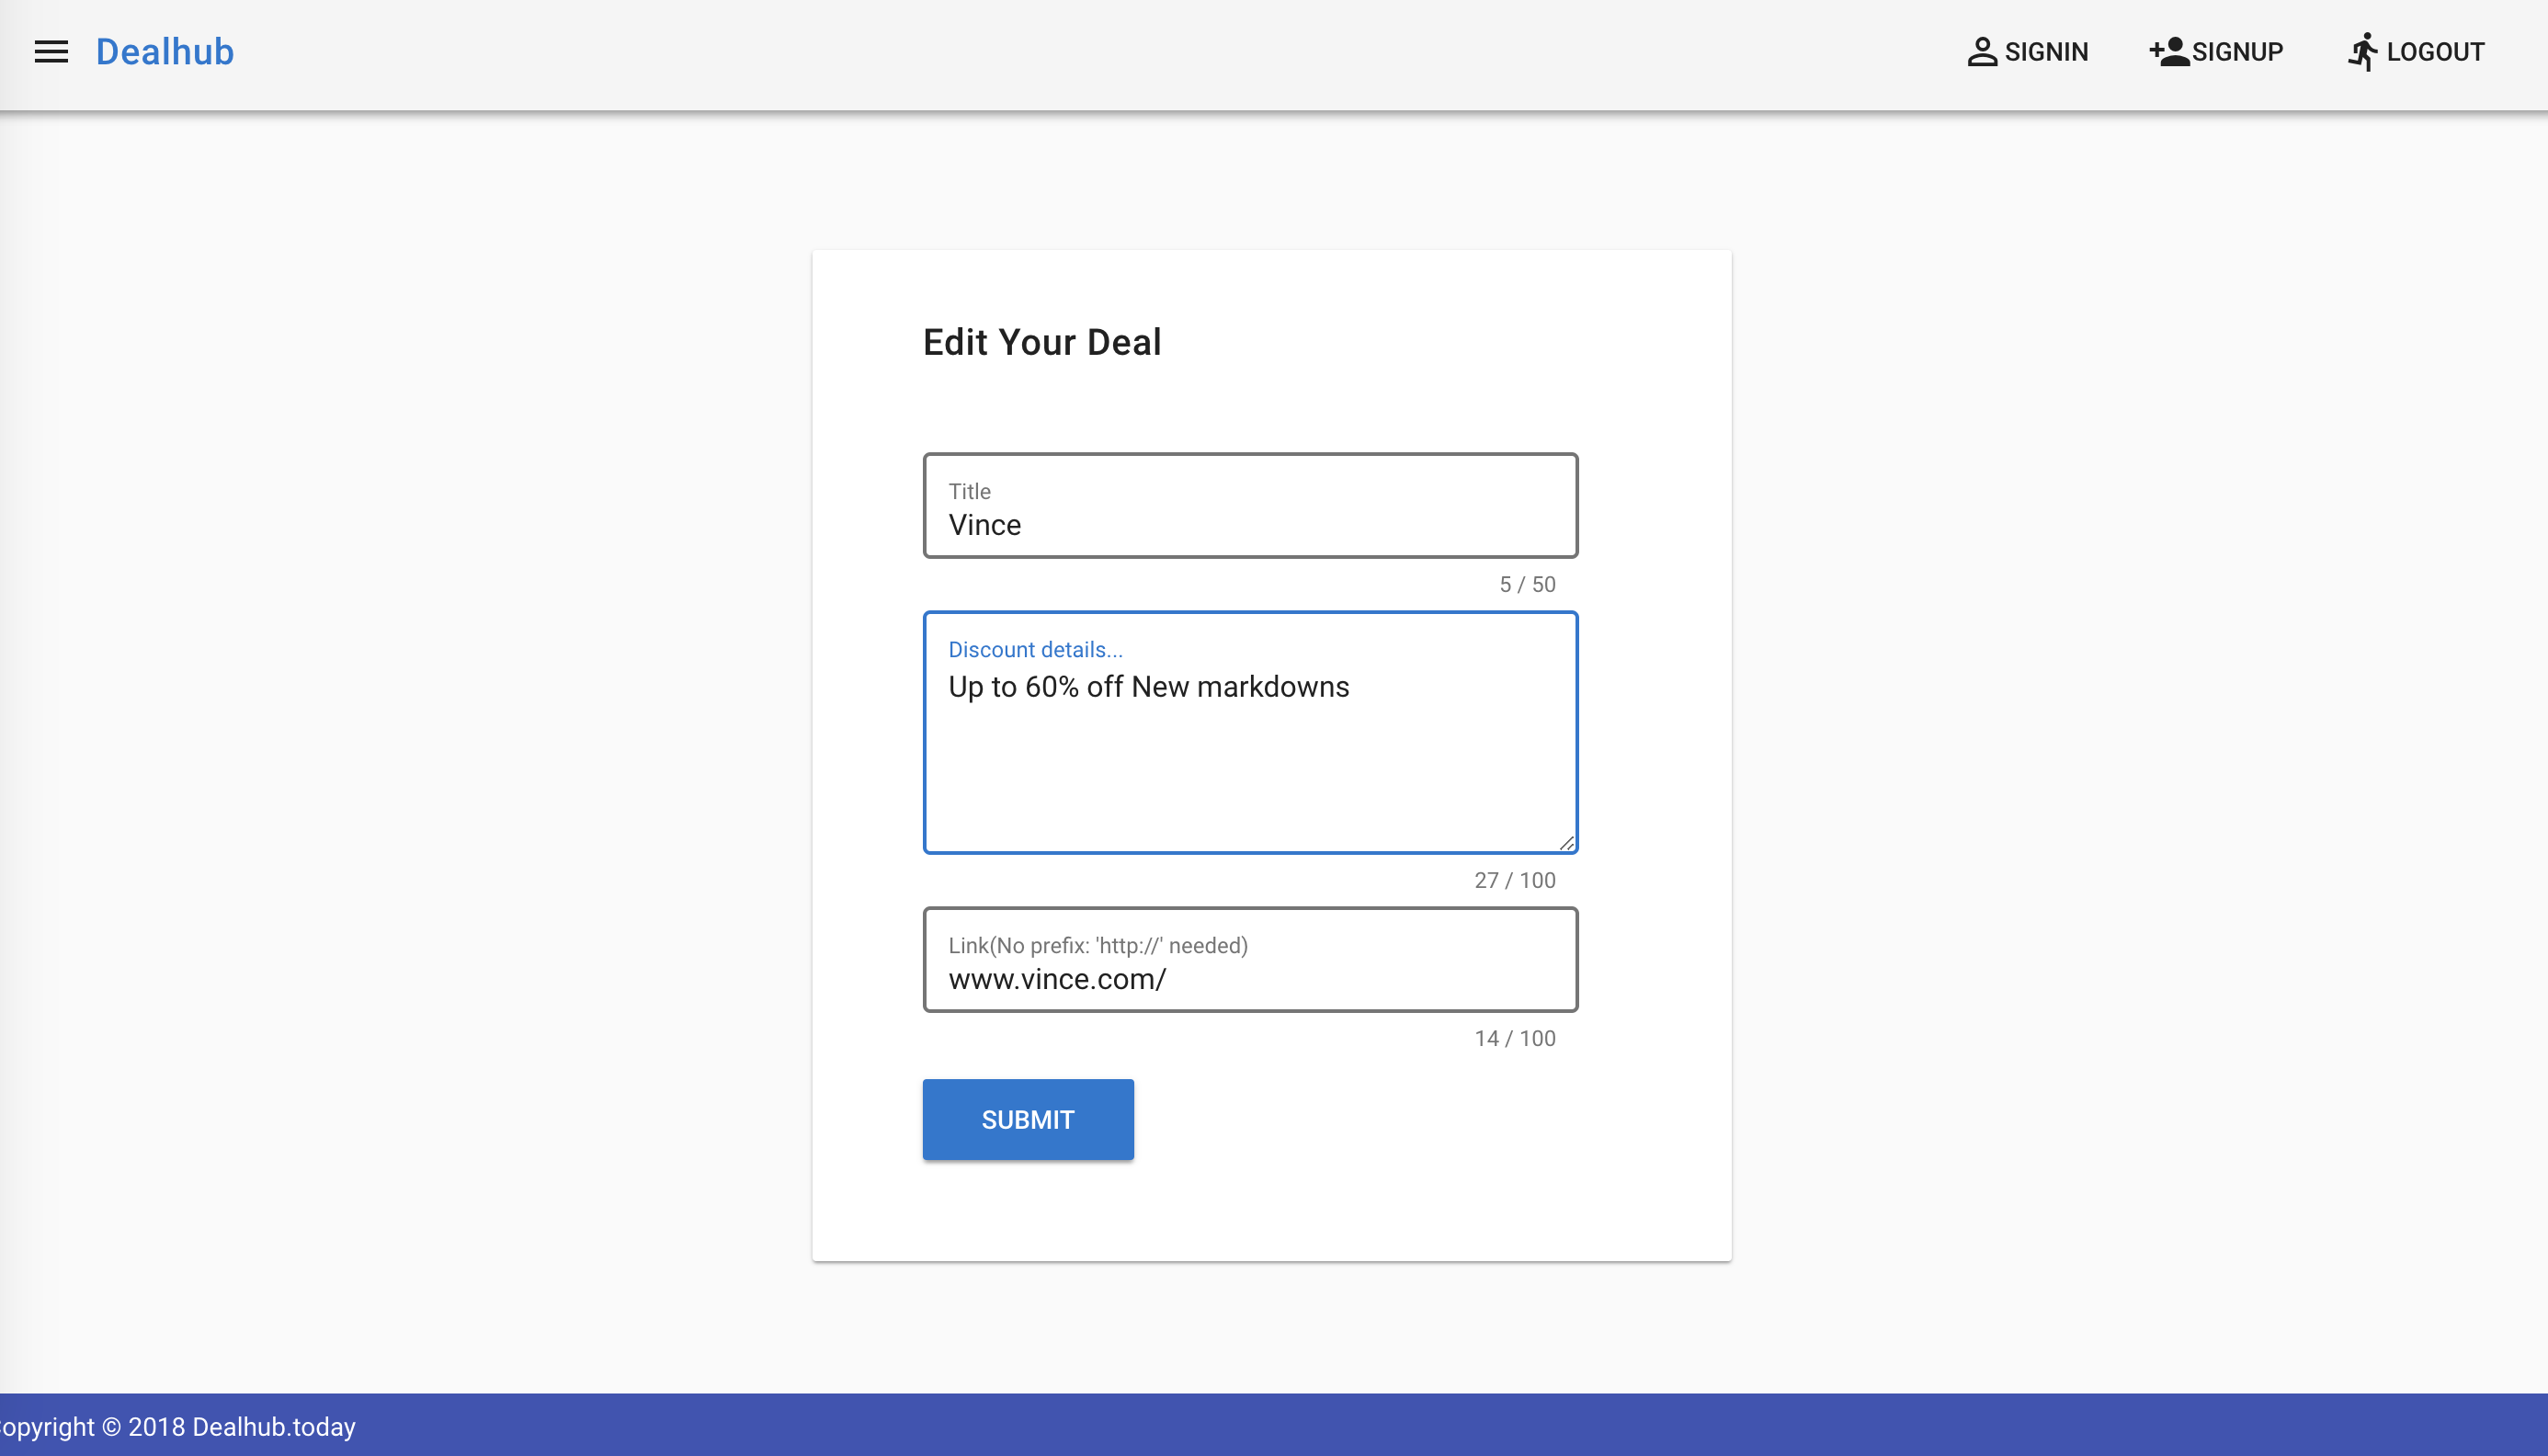 Dealhub
SIGNIN
SIGNUP
LOGOUT
Edit Your Deal
Title
Vince
5 / 50
Discount details...
Up to 60% off New markdowns
27 / 100
Link(No prefix: 'http://' needed)
www.vince.com/
14 / 100
SUBMIT
opyright © 2018 Dealhub.today